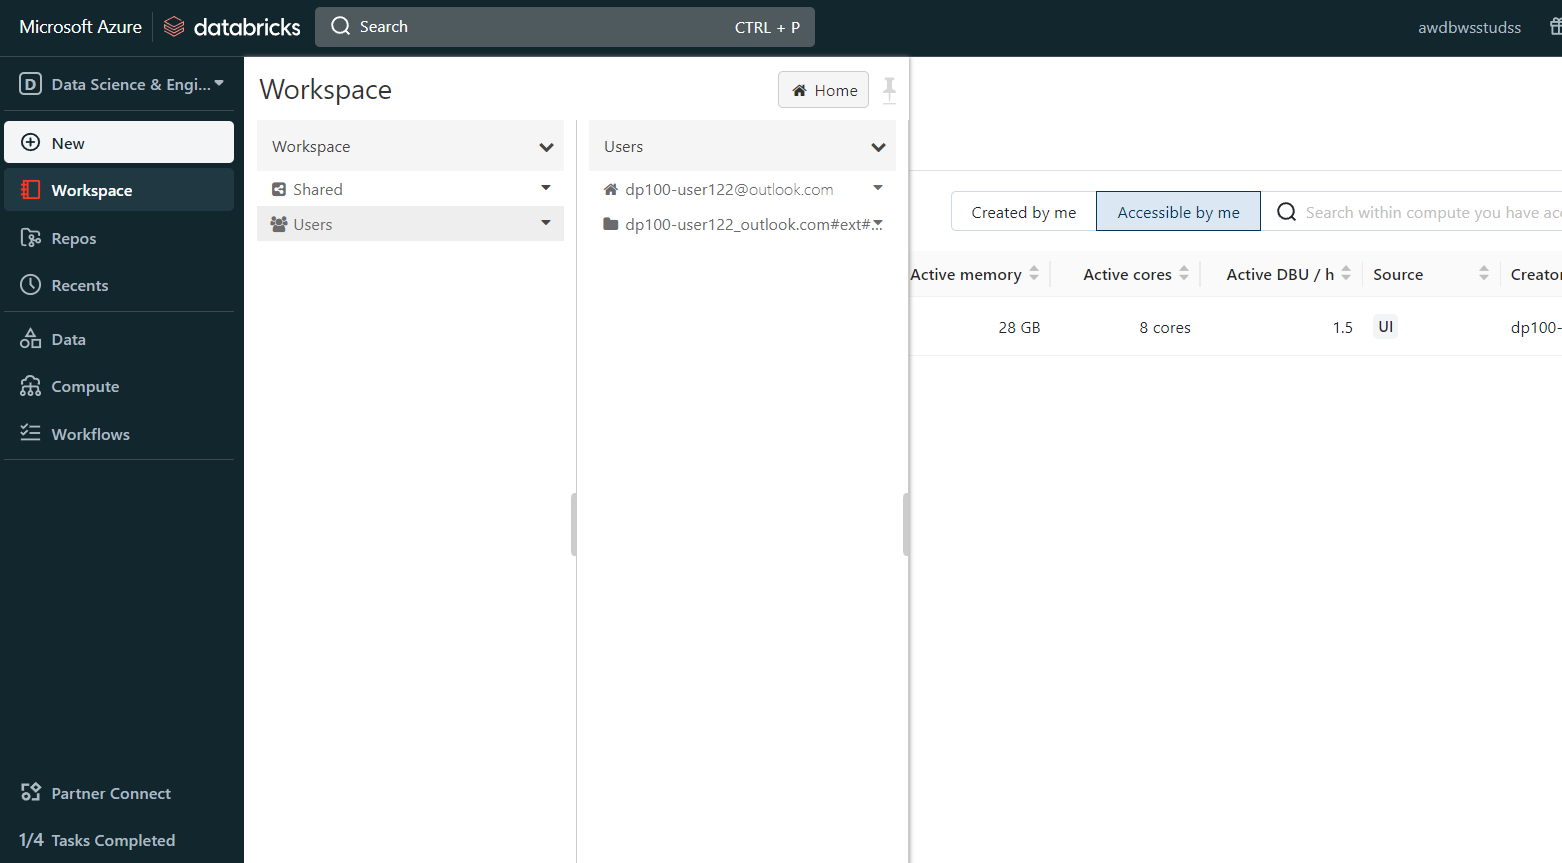 Microsoft Azure databricks Search CTRL + P awdbwsstudss
D Data Science & Engi...
New
Workspace
Repos
Recents
Data
Compute
Workflows
Partner Connect
1/4 Tasks Completed
Workspace Home
Workspace
Shared
Users
Users
dp100-user122@outlook.com
dp100-user122_outlook.com#ext#...
Created by me Accessible by me Search within compute you have acc
Active memory Active cores Active DBU / h Source Creator
28 GB 8 cores 1.5 UI dp100-